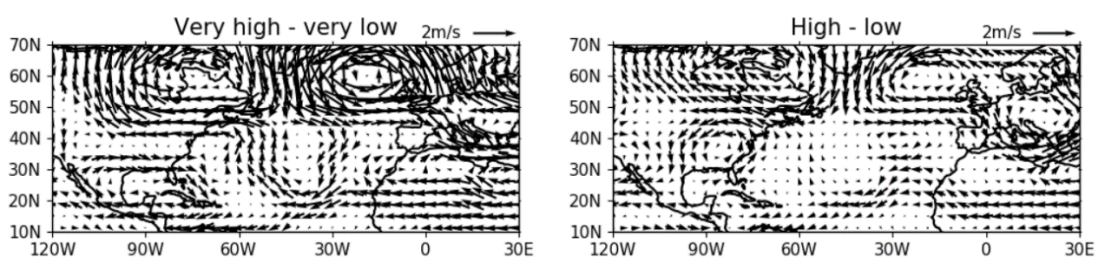 Very high - very low 2m/s High - low 2m/s
70N 70N
60N 60N
50N 50N
40N 40N
30N 30N
20N 20N
10N 10N
120W 90W 60W 30W 0 30E 120W 90W 60W 30W 0 30E